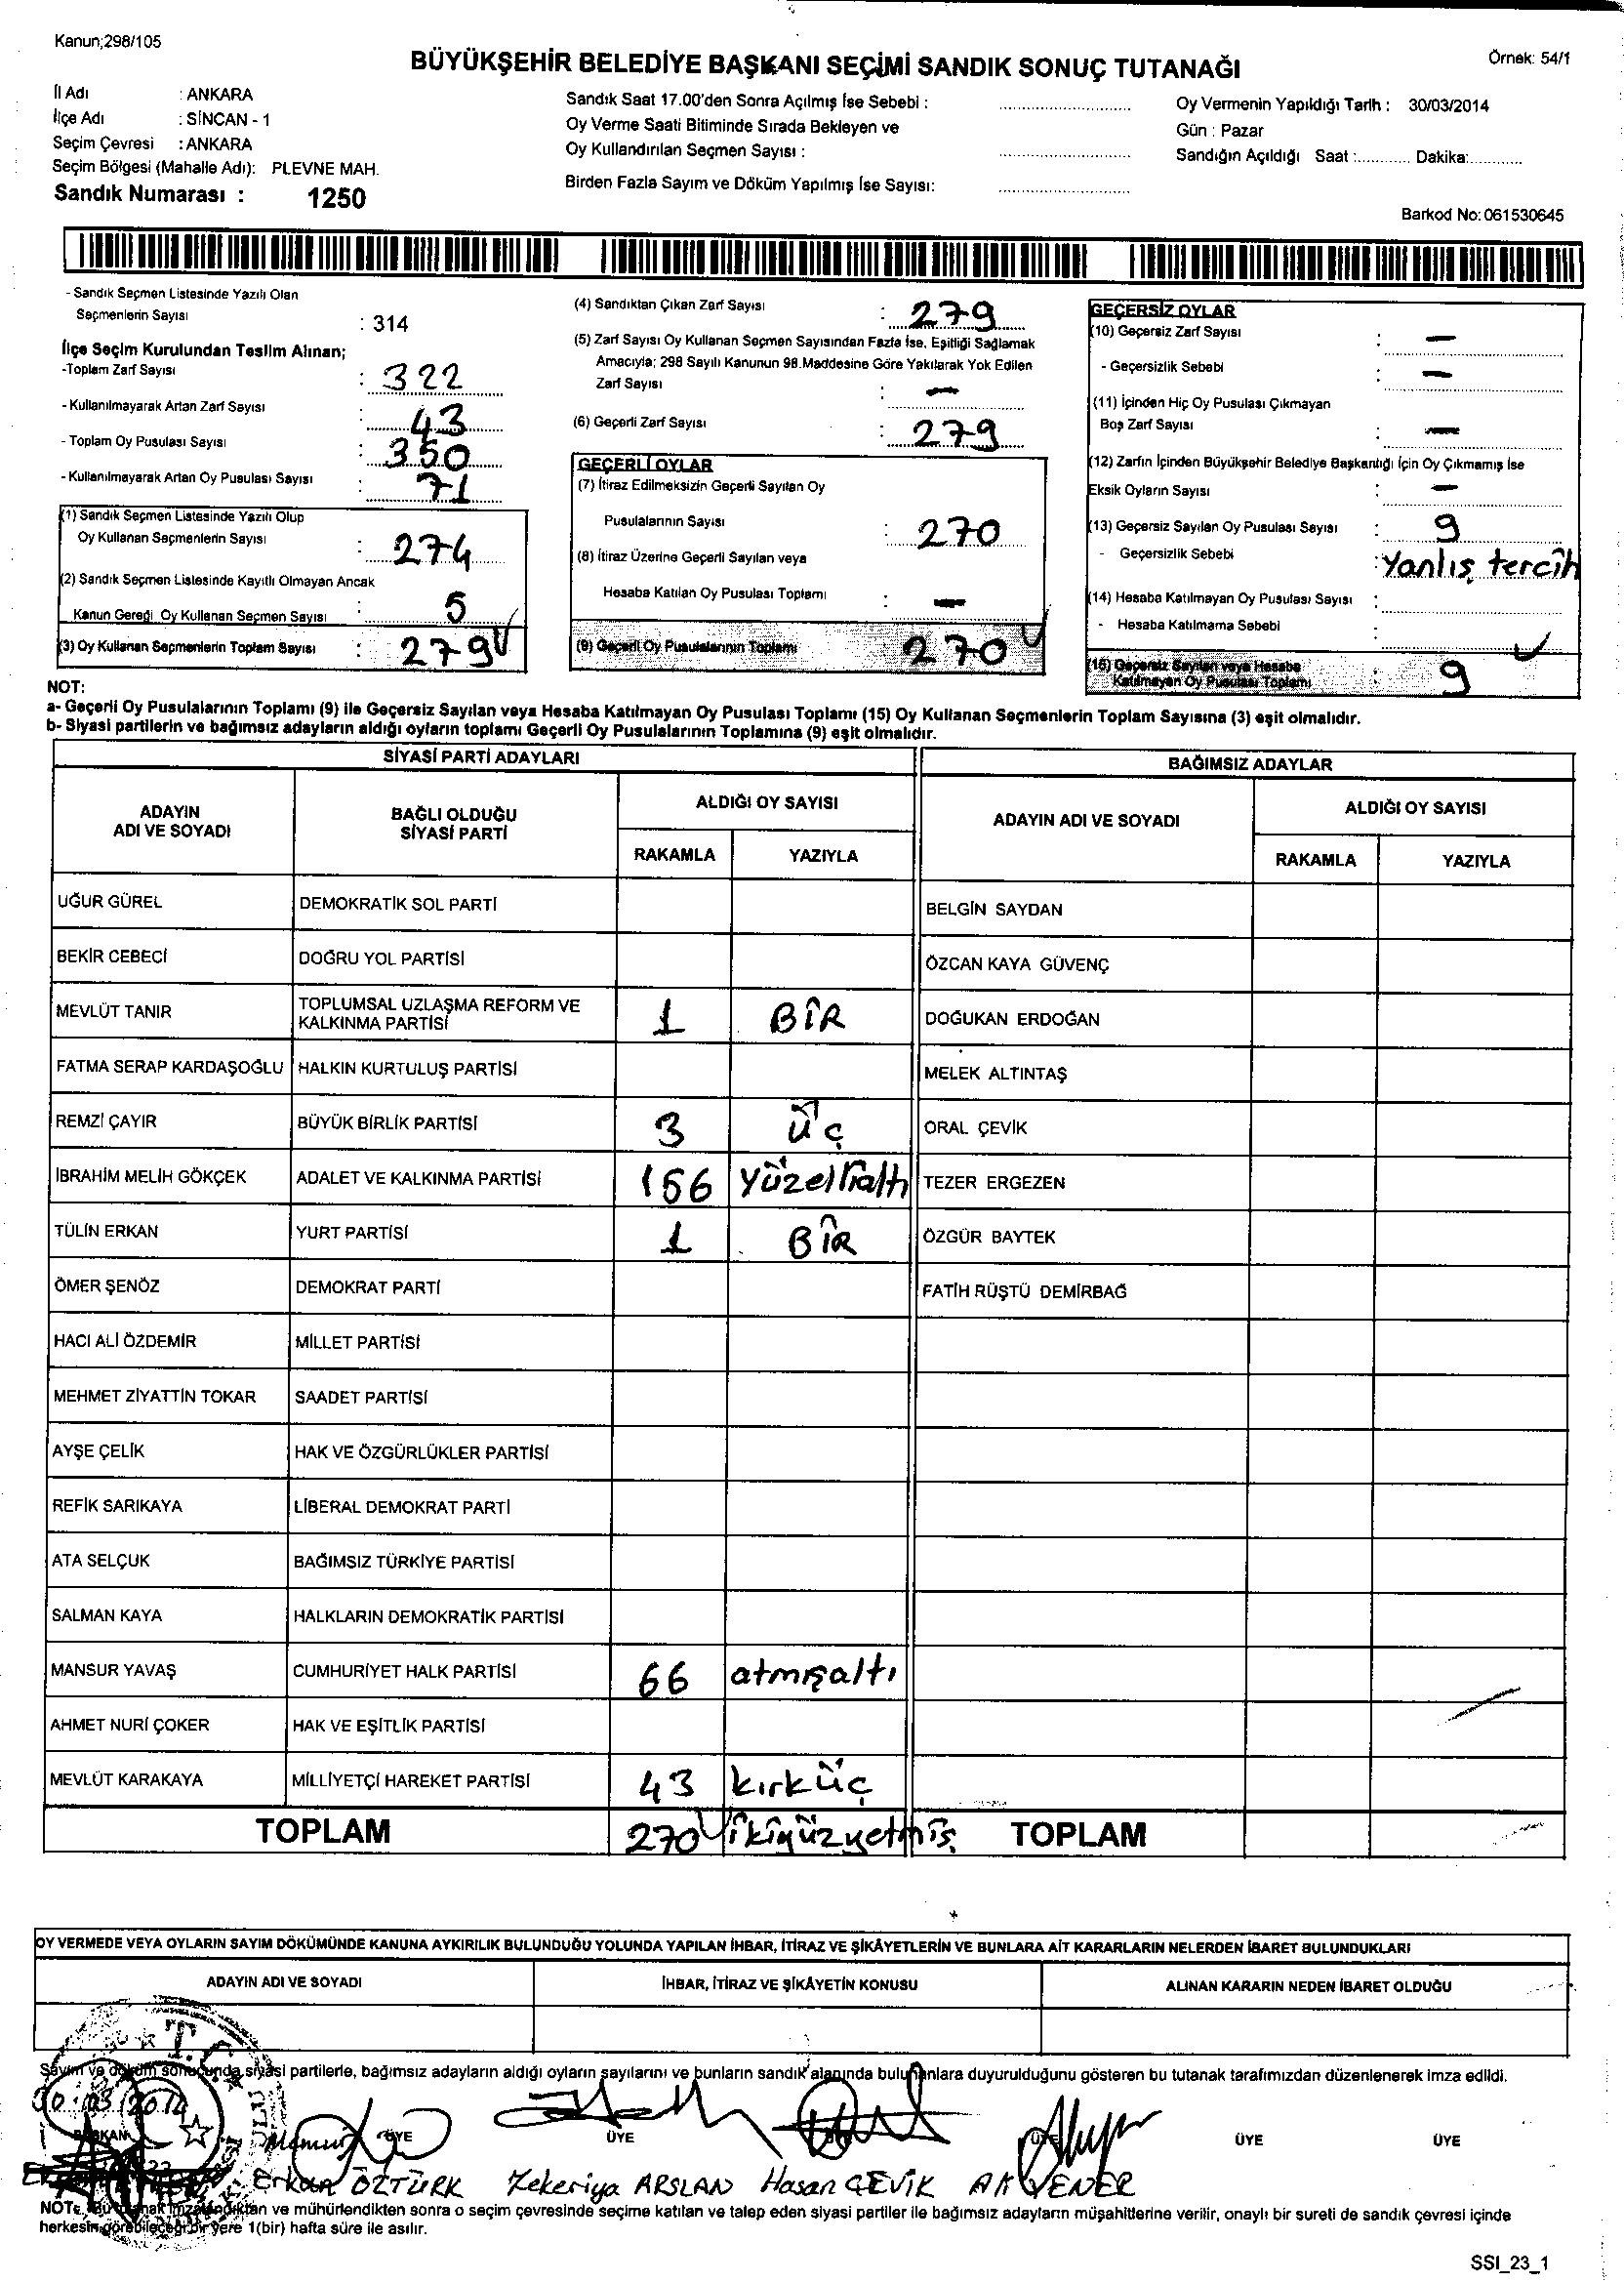 Kanun;298/105
BÜYÜKŞEHİR BELEDİYE BAŞKANI SEÇİMİ SANDIK SONUÇ TUTANAĞI
Örnek: 54/1
İl Adı : ANKARA
İlçe Adı : SİNCAN - 1
Seçim Çevresi : ANKARA
Seçim Bölgesi (Mahalle Adı): PLEVNE MAH.
Sandık Numarası : 1250
Sandık Saat 17.00'den Sonra Açılmış İse Sebebi :
Oy Verme Saati Bitiminde Sırada Bekleyen ve
Oy Kullandırılan Seçmen Sayısı :
Birden Fazla Sayım ve Döküm Yapılmış İse Sayısı:
Oy Vermenin Yapıldığı Tarih : 30/03/2014
Gün : Pazar
Sandığın Açıldığı Saat :............ Dakika:............
Barkod No: 061530645
- Sandık Seçmen Listesinde Yazılı Olan
Seçmenlerin Sayısı : 314
İlçe Seçim Kurulundan Teslim Alınan;
-Toplam Zarf Sayısı : 322
- Kullanılmayarak Artan Zarf Sayısı : 43
- Toplam Oy Pusulası Sayısı : 350
- Kullanılmayarak Artan Oy Pusulası Sayısı : 71
(1) Sandık Seçmen Listesinde Yazılı Olup
Oy Kullanan Seçmenlerin Sayısı : 274
(2) Sandık Seçmen Listesinde Kayıtlı Olmayan Ancak
Kanun Gereği Oy Kullanan Seçmen Sayısı : 5
(3) Oy Kullanan Seçmenlerin Toplam Sayısı : 279
(4) Sandıktan Çıkan Zarf Sayısı : 279
(5) Zarf Sayısı Oy Kullanan Seçmen Sayısından Fazla İse, Eşitliği Sağlamak
Amacıyla; 298 Sayılı Kanunun 98.Maddesine Göre Yakılarak Yok Edilen
Zarf Sayısı : —
(6) Geçerli Zarf Sayısı : 279
GEÇERLİ OYLAR
(7) İtiraz Edilmeksizin Geçerli Sayılan Oy
Pusulalarının Sayısı : 270
(8) İtiraz Üzerine Geçerli Sayılan veya
Hesaba Katılan Oy Pusulası Toplamı : —
(9) Geçerli Oy Pusulalarının Toplamı 270
GEÇERSİZ OYLAR
(10) Geçersiz Zarf Sayısı : —
- Geçersizlik Sebebi : —
(11) İçinden Hiç Oy Pusulası Çıkmayan
Boş Zarf Sayısı : —
(12) Zarfın İçinden Büyükşehir Belediye Başkanlığı İçin Oy Çıkmamış İse
Eksik Oyların Sayısı : —
(13) Geçersiz Sayılan Oy Pusulası Sayısı : 9
- Geçersizlik Sebebi : Yanlış tercih
(14) Hesaba Katılmayan Oy Pusulası Sayısı :
- Hesaba Katılmama Sebebi :
(15) Geçersiz Sayılan veya Hesaba
Katılmayan Oy Pusulası Toplamı : 9
NOT:
a- Geçerli Oy Pusulalarının Toplamı (9) ile Geçersiz Sayılan veya Hesaba Katılmayan Oy Pusulası Toplamı (15) Oy Kullanan Seçmenlerin Toplam Sayısına (3) eşit olmalıdır.
b- Siyasi partilerin ve bağımsız adayların aldığı oyların toplamı Geçerli Oy Pusulalarının Toplamına (9) eşit olmalıdır.
SİYASİ PARTİ ADAYLARI
BAĞIMSIZ ADAYLAR
ADAYIN ADI VE SOYADI
BAĞLI OLDUĞU SİYASİ PARTİ
ALDIĞI OY SAYISI
RAKAMLA YAZIYLA
ADAYIN ADI VE SOYADI
ALDIĞI OY SAYISI
RAKAMLA YAZIYLA
UĞUR GÜREL DEMOKRATİK SOL PARTİ BELGİN SAYDAN
BEKİR CEBECİ DOĞRU YOL PARTİSİ ÖZCAN KAYA GÜVENÇ
MEVLÜT TANIR TOPLUMSAL UZLAŞMA REFORM VE KALKINMA PARTİSİ 1 BİR DOĞUKAN ERDOĞAN
FATMA SERAP KARDAŞOĞLU HALKIN KURTULUŞ PARTİSİ MELEK ALTINTAŞ
REMZİ ÇAYIR BÜYÜK BİRLİK PARTİSİ 3 üç ORAL ÇEVİK
İBRAHİM MELİH GÖKÇEK ADALET VE KALKINMA PARTİSİ 156 yüzellialtı TEZER ERGEZEN
TÜLİN ERKAN YURT PARTİSİ 1 BİR ÖZGÜR BAYTEK
ÖMER ŞENÖZ DEMOKRAT PARTİ FATİH RÜŞTÜ DEMİRBAĞ
HACI ALİ ÖZDEMİR MİLLET PARTİSİ
MEHMET ZİYATTİN TOKAR SAADET PARTİSİ
AYŞE ÇELİK HAK VE ÖZGÜRLÜKLER PARTİSİ
REFİK SARIKAYA LİBERAL DEMOKRAT PARTİ
ATA SELÇUK BAĞIMSIZ TÜRKİYE PARTİSİ
SALMAN KAYA HALKLARIN DEMOKRATİK PARTİSİ
MANSUR YAVAŞ CUMHURİYET HALK PARTİSİ 66 atmışaltı
AHMET NURİ ÇOKER HAK VE EŞİTLİK PARTİSİ
MEVLÜT KARAKAYA MİLLİYETÇİ HAREKET PARTİSİ 43 kırküç
TOPLAM 270 ikiyüzyetmiş TOPLAM
OY VERMEDE VEYA OYLARIN SAYIM DÖKÜMÜNDE KANUNA AYKIRILIK BULUNDUĞU YOLUNDA YAPILAN İHBAR, İTİRAZ VE ŞİKÂYETLERİN VE BUNLARA AİT KARARLARIN NELERDEN İBARET BULUNDUKLARI
ADAYIN ADI VE SOYADI İHBAR, İTİRAZ VE ŞİKÂYETİN KONUSU ALINAN KARARIN NEDEN İBARET OLDUĞU
Sayım ve döküm sonucunda siyasi partilerle, bağımsız adayların aldığı oyların sayılarını ve bunların sandık alanında bulunanlara duyurulduğunu gösteren bu tutanak tarafımızdan düzenlenerek imza edildi.
T.C.
30.03/2014
BAŞKAN Memur ÜYE ÜYE ÜYE ÜYE ÜYE
Erkan ÖZTÜRK Zekeriya ARSLAN Hasan ÇEVİK
NOT: Bu tutanak imzalandıktan ve mühürlendikten sonra o seçim çevresinde seçime katılan ve talep eden siyasi partiler ile bağımsız adayların müşahitlerine verilir, onaylı bir sureti de sandık çevresi içinde
herkesin görebileceği bir yere 1(bir) hafta süre ile asılır.
SSI_23_1